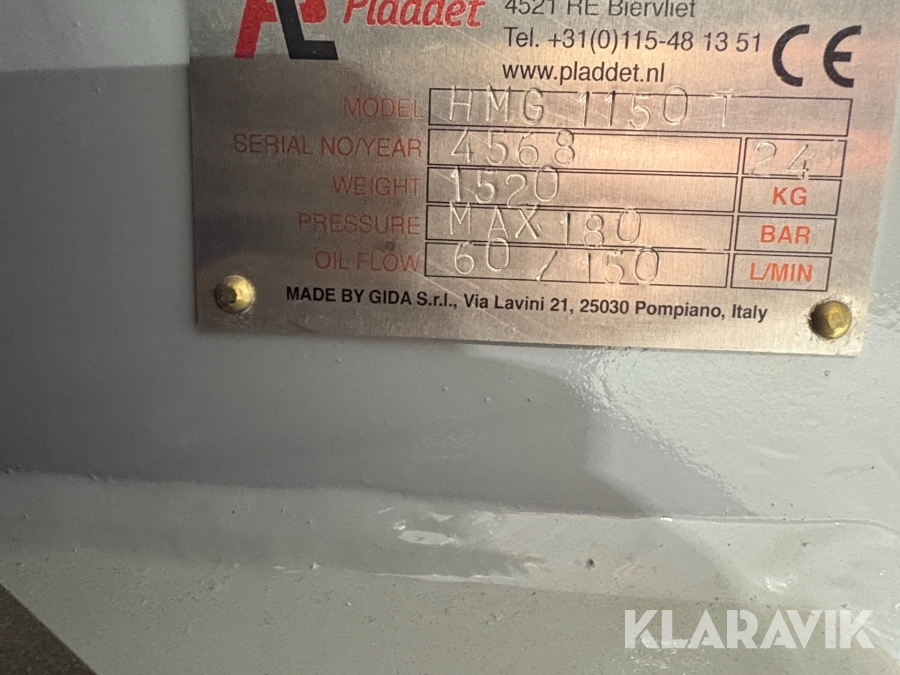 Pladdet
4521 RE Biervliet
Tel. +31(0)115-48 13 51
www.pladdet.nl
CE
MODEL HMG 1150 T
SERIAL NO/YEAR 4568 24
WEIGHT 1520 KG
PRESSURE MAX 180 BAR
OIL FLOW 60 / 150 L/MIN
MADE BY GIDA S.r.l., Via Lavini 21, 25030 Pompiano, Italy
KLARAVIK